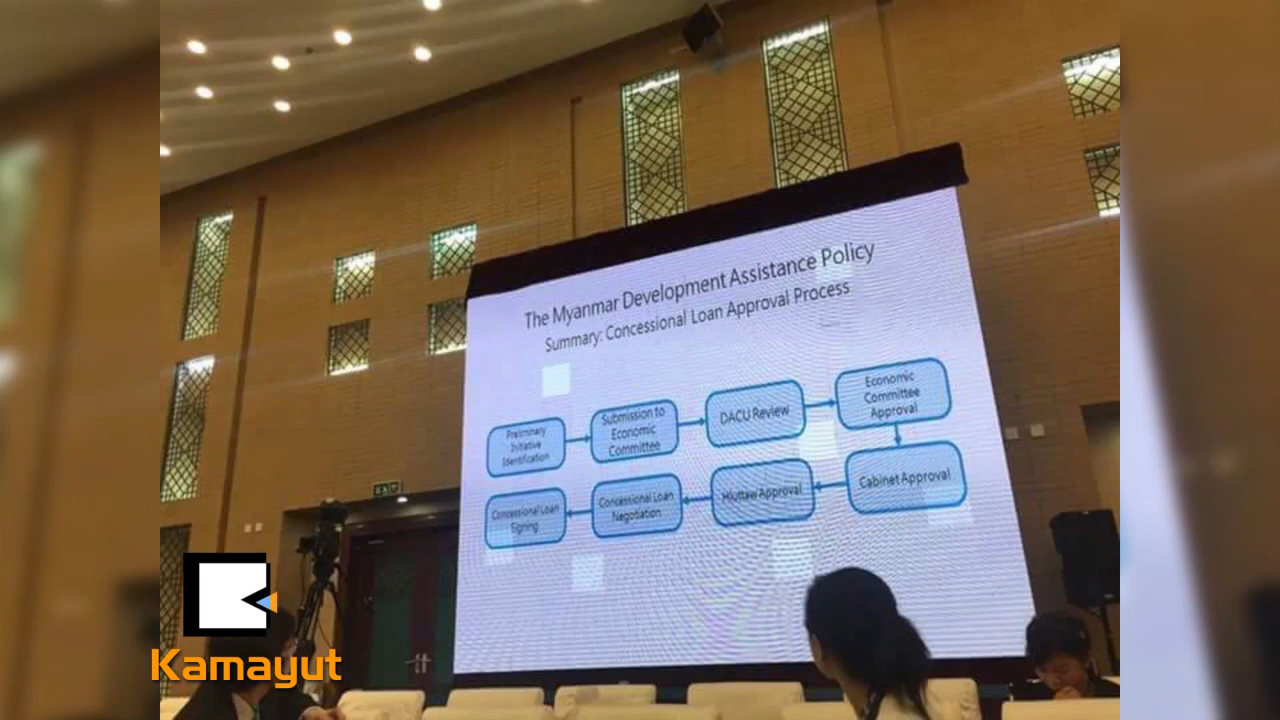 The Myanmar Development Assistance Policy
Summary: Concessional Loan Approval Process
Preliminary
Initiative
Identification
Submission to
Economic
Committee
DACU Review
Economic
Committee
Approval
Cabinet Approval
Hluttaw Approval
Concessional Loan
Negotiation
Concessional Loan
Signing
Kamayut